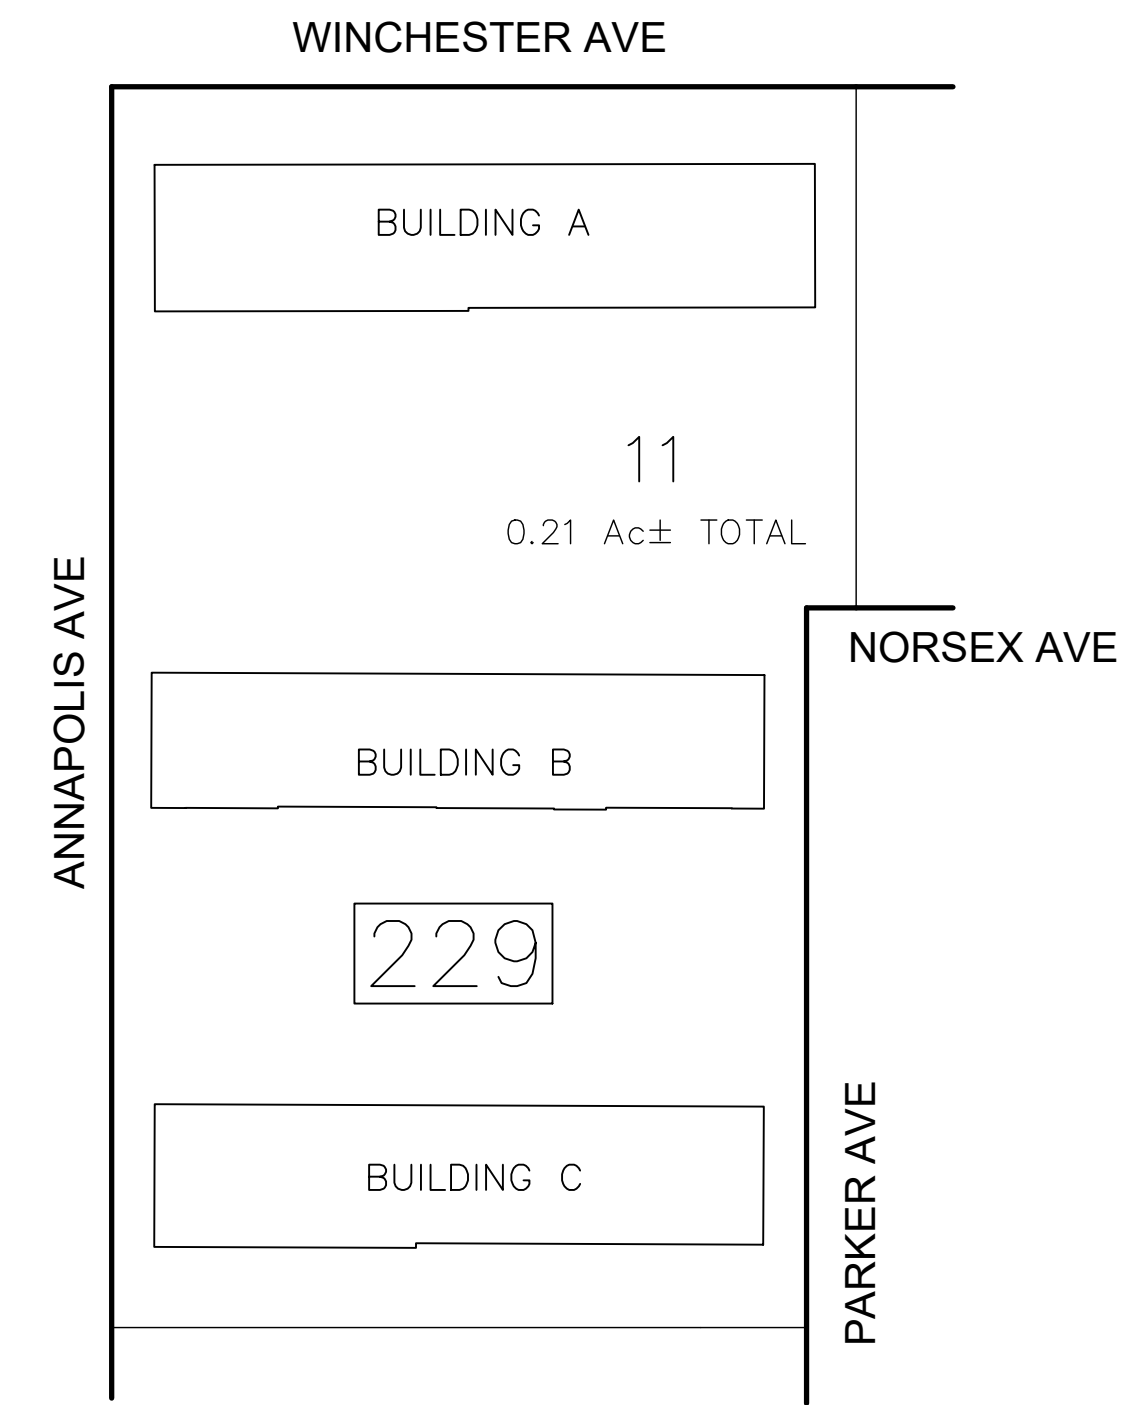 WINCHESTER AVE
BUILDING A
11
0.21 Ac± TOTAL
ANNAPOLIS AVE
NORSEX AVE
BUILDING B
229
BUILDING C
PARKER AVE